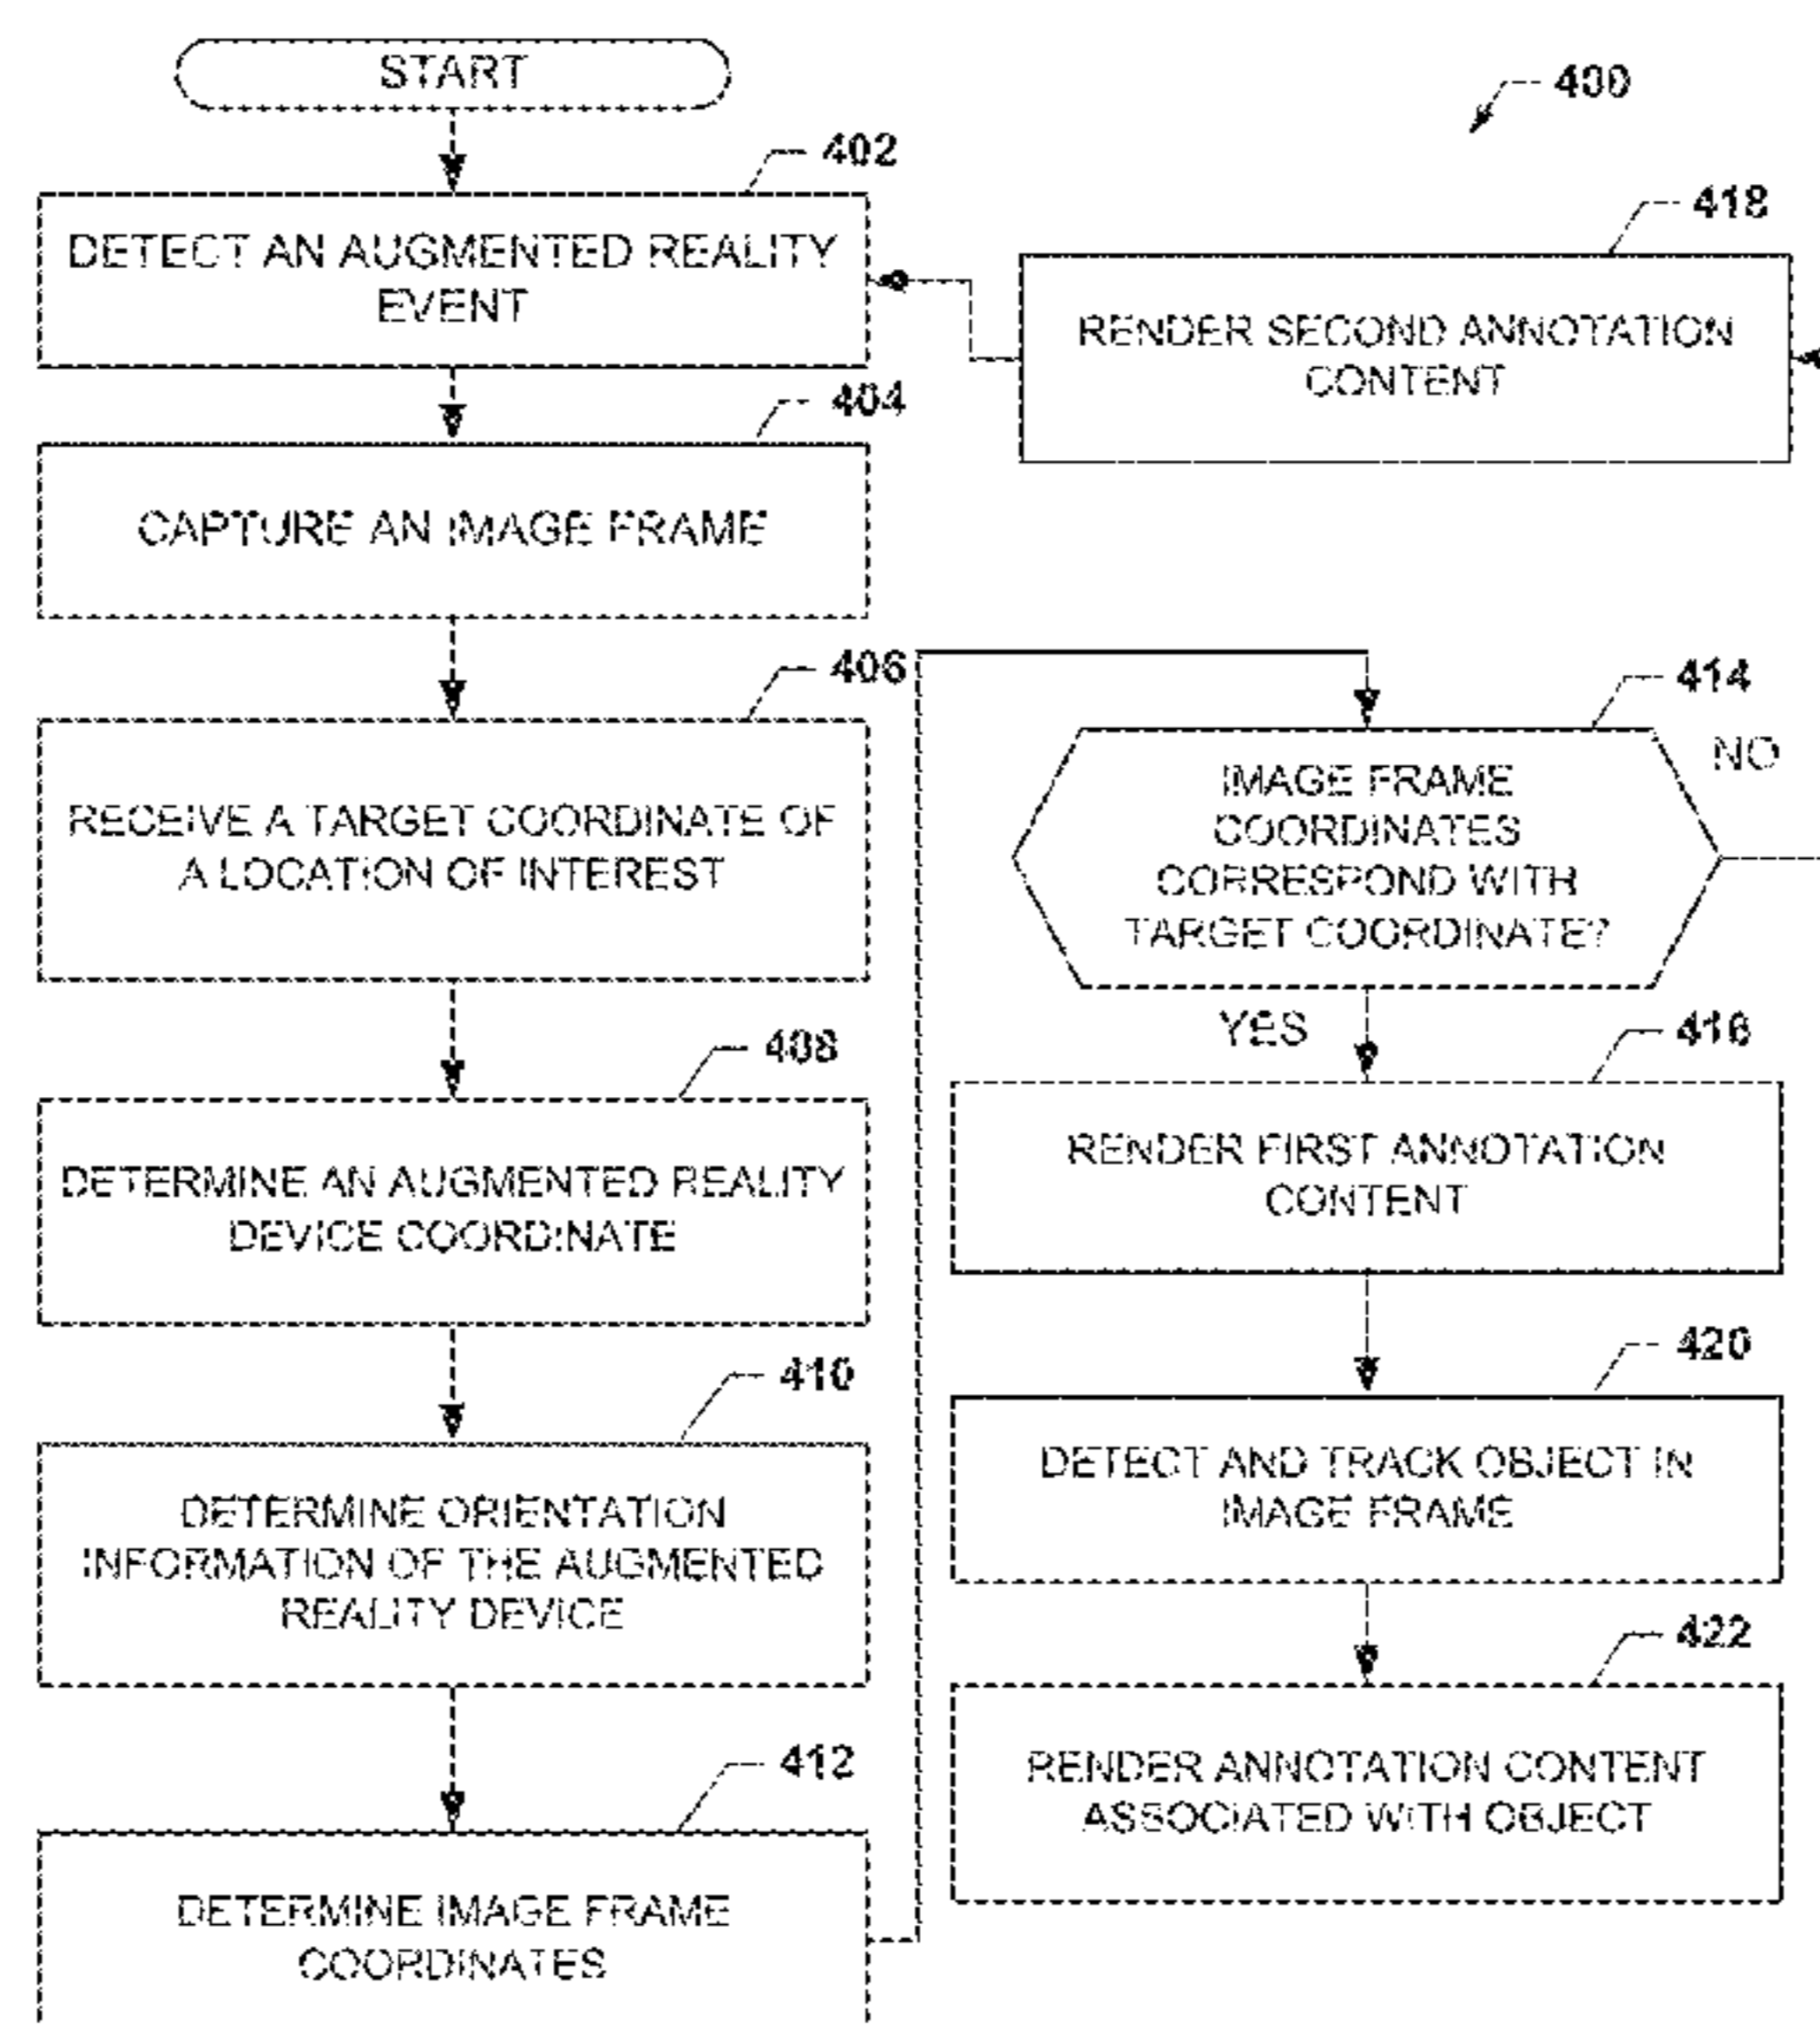 START
400
402
DETECT AN AUGMENTED REALITY
EVENT
404
CAPTURE AN IMAGE FRAME
406
RECEIVE A TARGET COORDINATE OF
A LOCATION OF INTEREST
408
DETERMINE AN AUGMENTED REALITY
DEVICE COORDINATE
410
DETERMINE ORIENTATION
INFORMATION OF THE AUGMENTED
REALITY DEVICE
412
DETERMINE IMAGE FRAME
COORDINATES
414
IMAGE FRAME
COORDINATES
CORRESPOND WITH
TARGET COORDINATE?
NO
YES
416
RENDER FIRST ANNOTATION
CONTENT
418
RENDER SECOND ANNOTATION
CONTENT
420
DETECT AND TRACK OBJECT IN
IMAGE FRAME
422
RENDER ANNOTATION CONTENT
ASSOCIATED WITH OBJECT